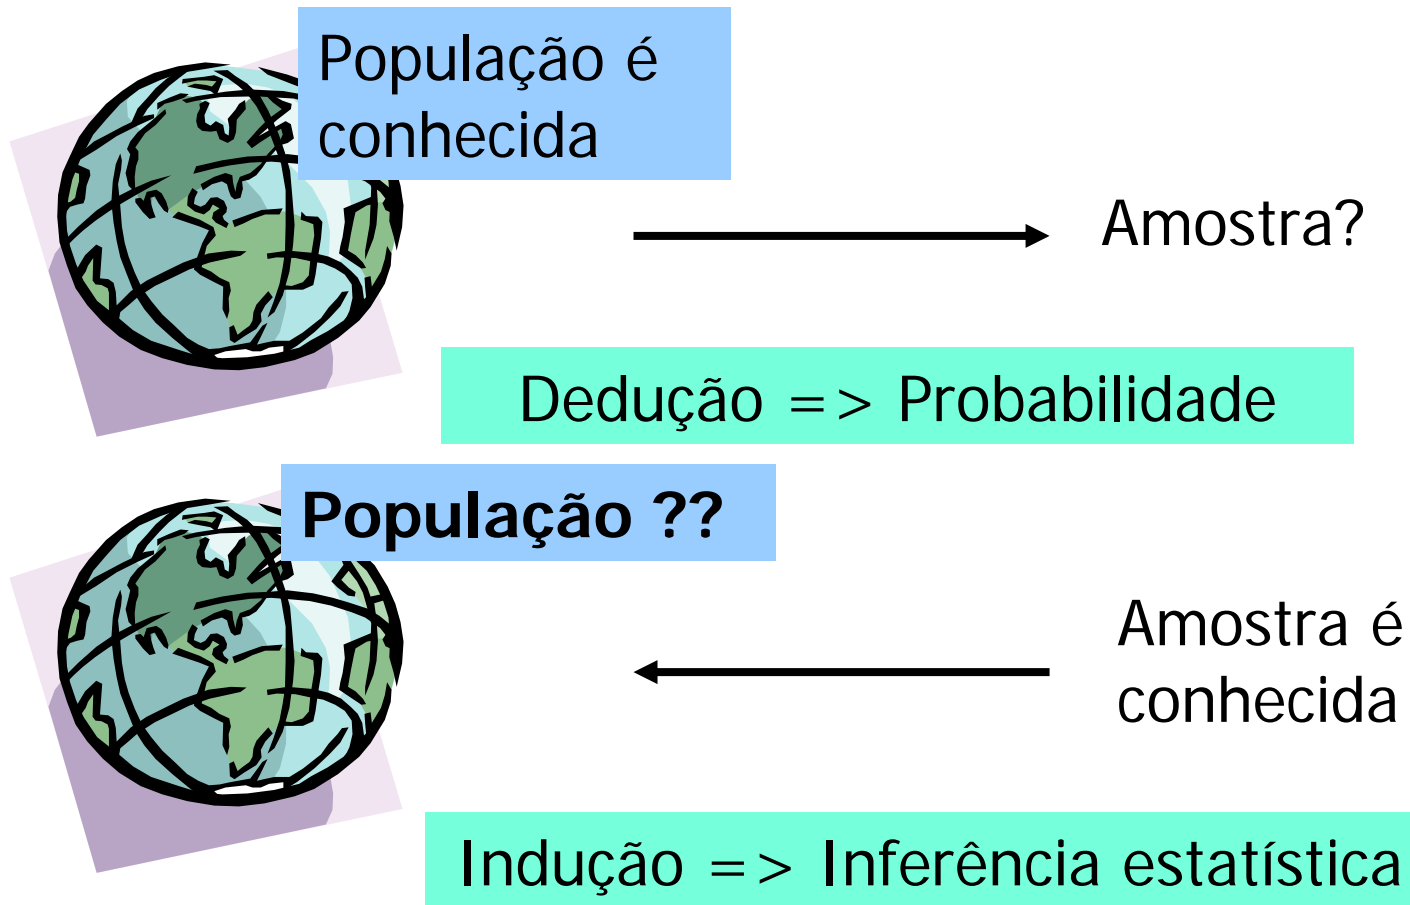 População é
conhecida
Amostra?
Dedução => Probabilidade
População ??
Amostra é
conhecida
Indução => Inferência estatística